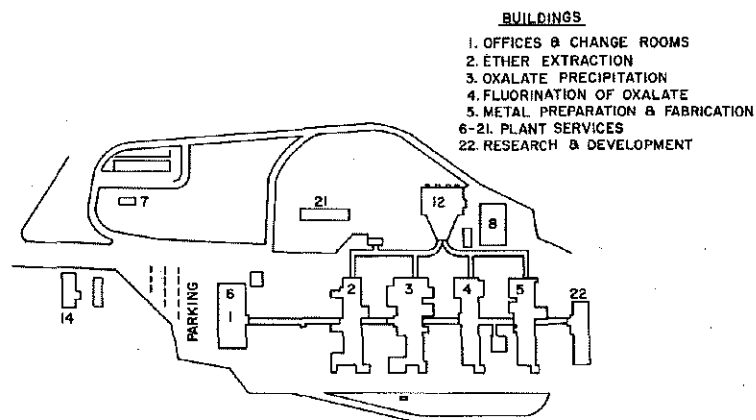 BUILDINGS
1. OFFICES & CHANGE ROOMS
2. ETHER EXTRACTION
3. OXALATE PRECIPITATION
4. FLUORINATION OF OXALATE
5. METAL PREPARATION & FABRICATION
6-21. PLANT SERVICES
22. RESEARCH & DEVELOPMENT
7
21
12
8
14
PARKING
6
1
2
3
4
5
22